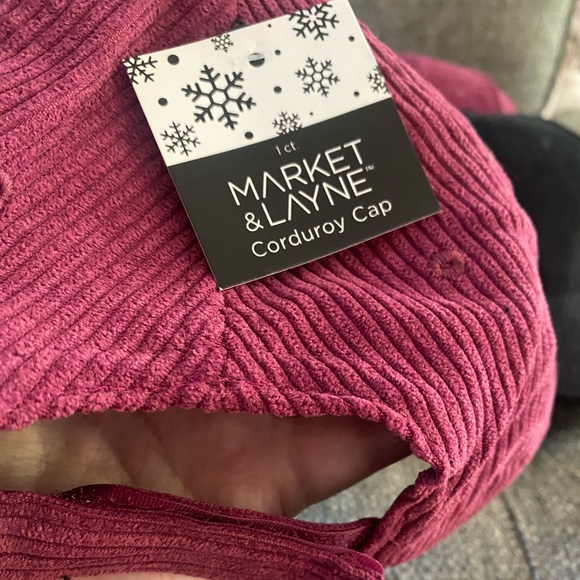 1 ct.
MARKET
& LAYNE™
Corduroy Cap